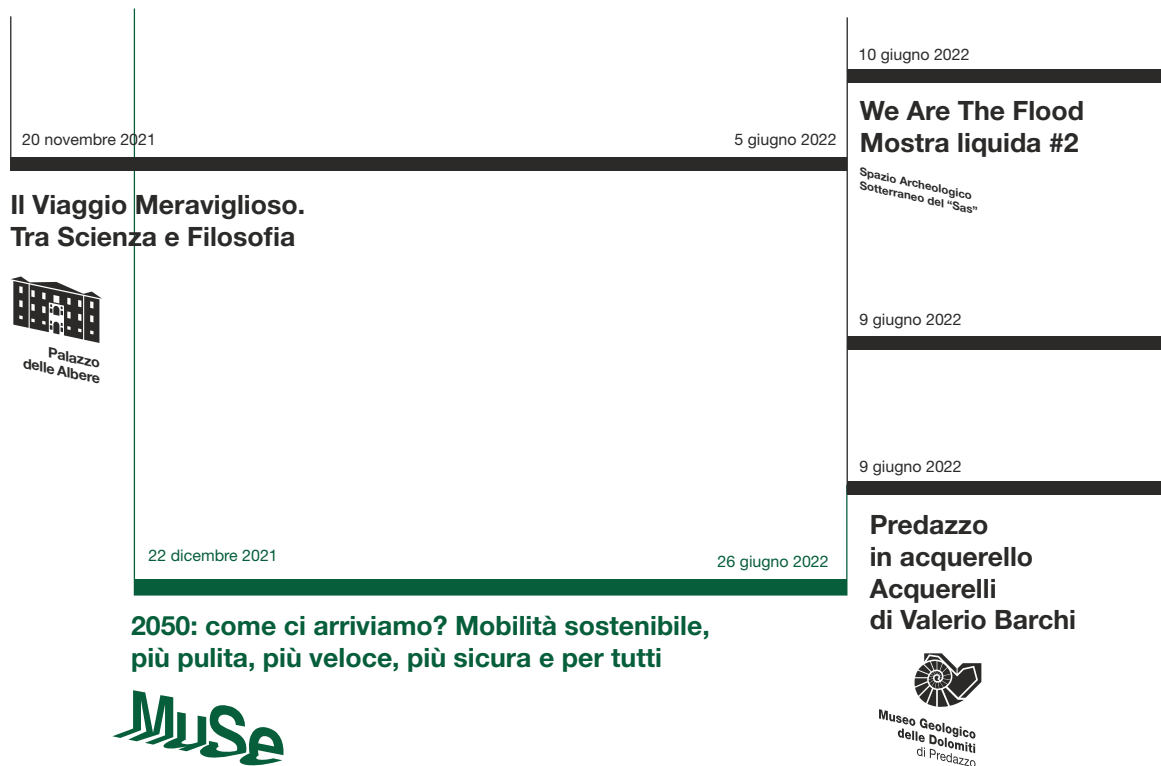 20 novembre 2021
5 giugno 2022
Il Viaggio Meraviglioso.
Tra Scienza e Filosofia
Palazzo
delle Albere
10 giugno 2022
We Are The Flood
Mostra liquida #2
Spazio Archeologico
Sotterraneo del “Sas”
9 giugno 2022
9 giugno 2022
Predazzo
in acquerello
Acquerelli
di Valerio Barchi
Museo Geologico
delle Dolomiti
di Predazzo
22 dicembre 2021
26 giugno 2022
2050: come ci arriviamo? Mobilità sostenibile,
più pulita, più veloce, più sicura e per tutti
MuSe